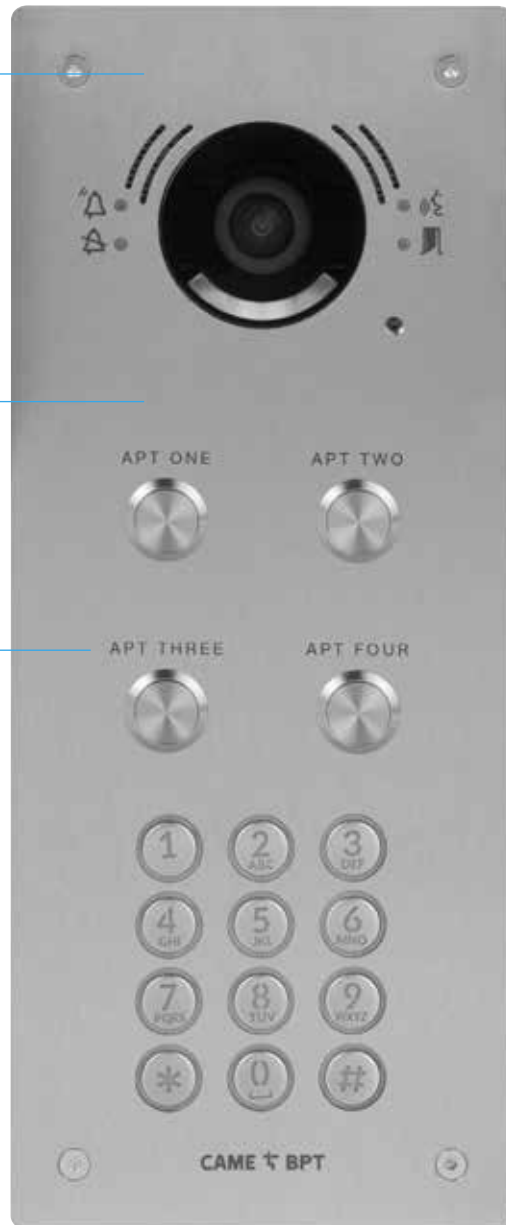 APT ONE APT TWO
APT THREE APT FOUR
1 2 3
ABC DEF
4 5 6
GHI JKL MNO
7 8 9
PQRS TUV WXYZ
* 0 #
CAME BPT